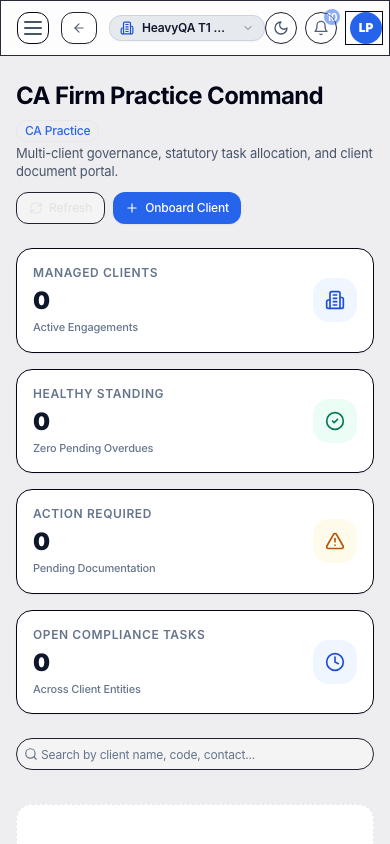 HeavyQA T1 ...
LP
CA Firm Practice Command
CA Practice
Multi-client governance, statutory task allocation, and client
document portal.
Refresh
Onboard Client
MANAGED CLIENTS
0
Active Engagements
HEALTHY STANDING
0
Zero Pending Overdues
ACTION REQUIRED
0
Pending Documentation
OPEN COMPLIANCE TASKS
0
Across Client Entities
Search by client name, code, contact...